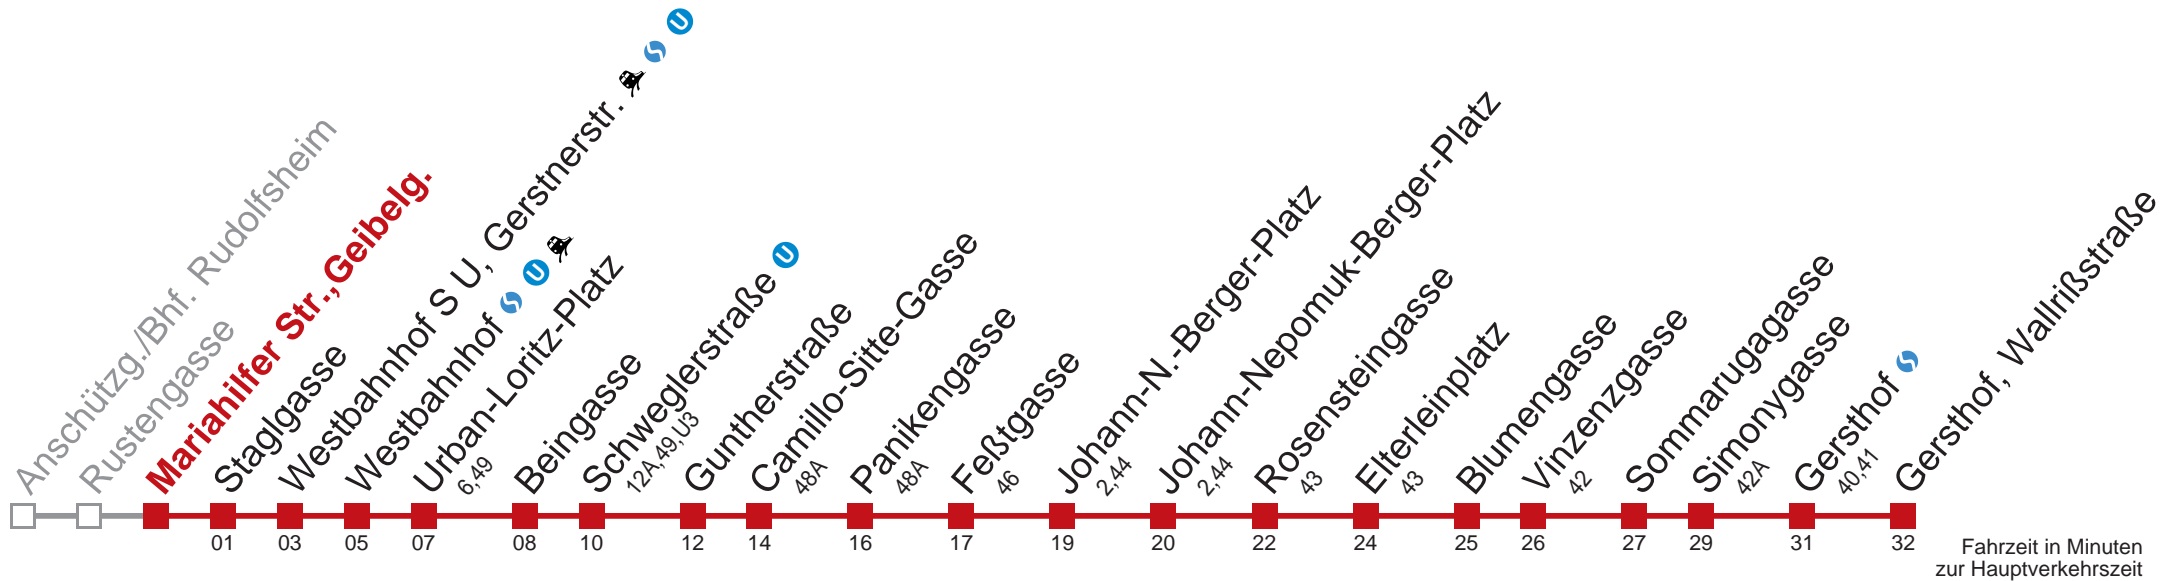 Anschützg./Bhf. Rudolfsheim
Rustengasse
Mariahilfer Str.,Geibelg.
Staglgasse
01
Westbahnhof S U, Gerstnerstr. S U
03
Westbahnhof S U
05
Urban-Loritz-Platz
6,49
07
Beingasse
08
Schweglerstraße U
12A,49,U3
10
Guntherstraße
12
Camillo-Sitte-Gasse
48A
14
Panikengasse
48A
16
Feßtgasse
46
17
Johann-N.-Berger-Platz
2,44
19
Johann-Nepomuk-Berger-Platz
2,44
20
Rosensteingasse
43
22
Elterleinplatz
43
24
Blumengasse
25
Vinzenzgasse
42
26
Sommarugagasse
27
Simonygasse
42A
29
Gersthof S
40,41
31
Gersthof, Wallrißstraße
32
Fahrzeit in Minuten
zur Hauptverkehrszeit